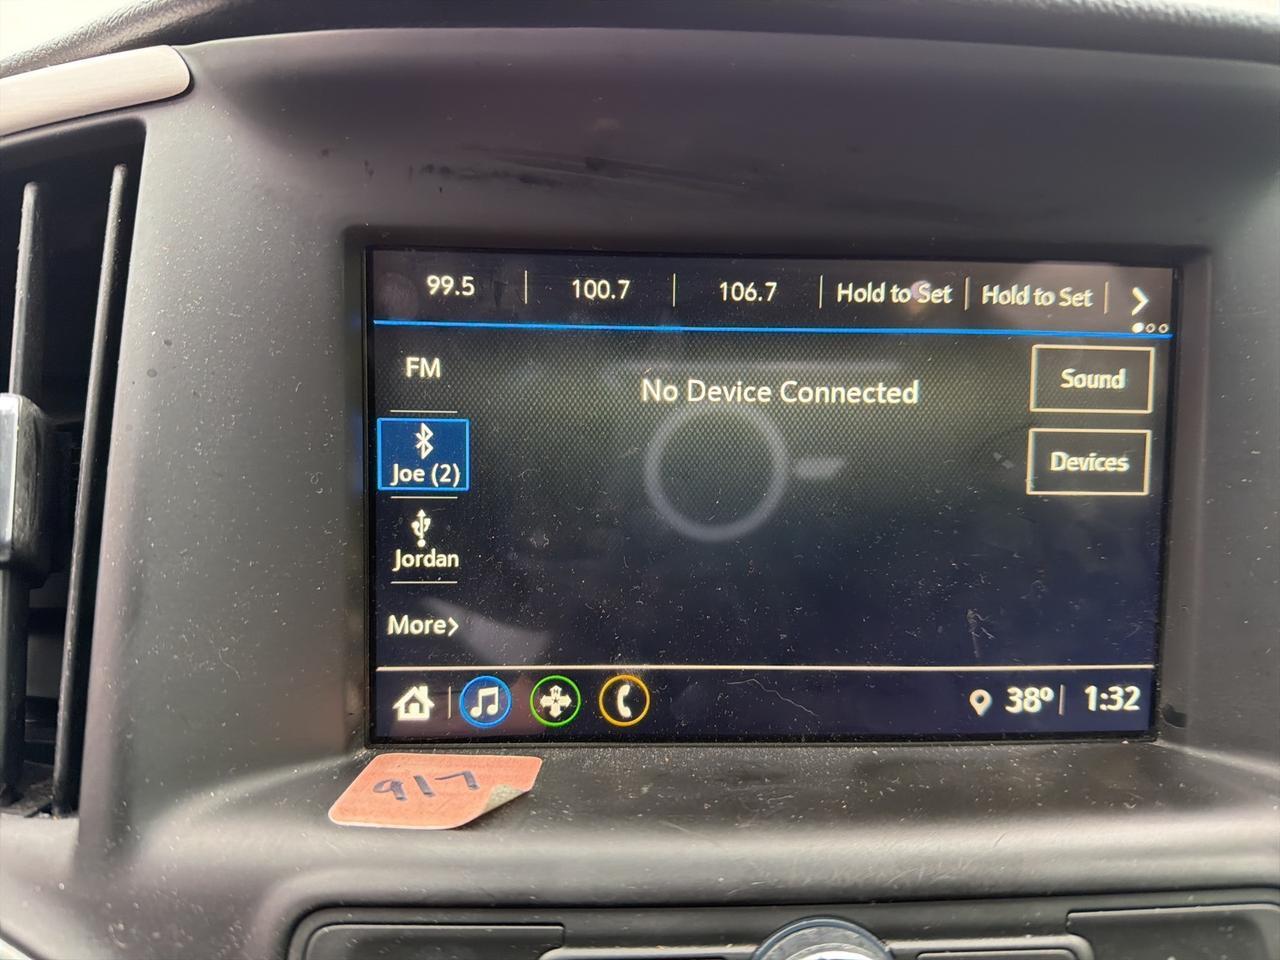 99.5 100.7 106.7 Hold to Set Hold to Set
FM
No Device Connected
Sound
Joe (2)
Devices
Jordan
More>
38° 1:32
917